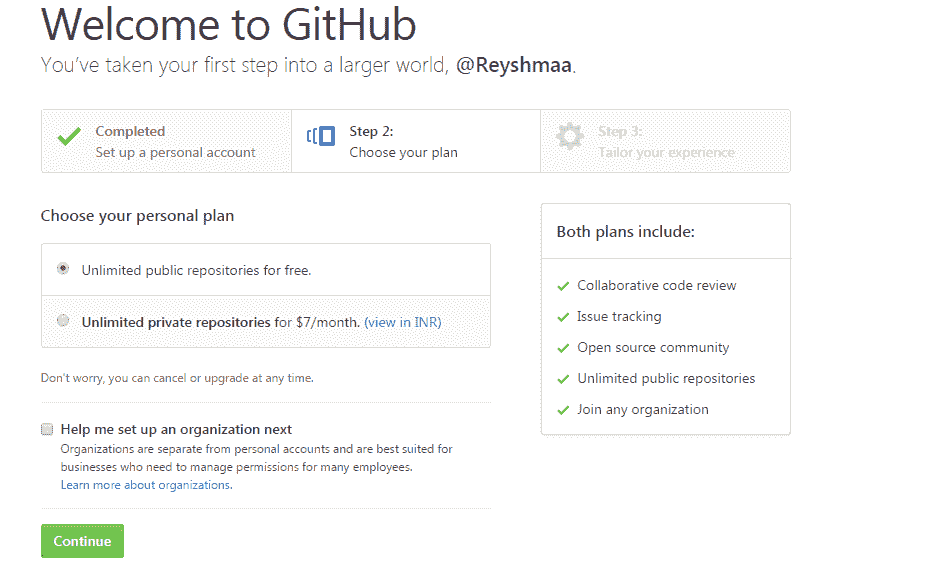 Welcome to GitHub
You've taken your first step into a larger world, @Reyshmaa.
Completed
Set up a personal account
Step 2:
Choose your plan
Step 3:
Tailor your experience
Choose your personal plan
Unlimited public repositories for free.
Unlimited private repositories for $7/month. (view in INR)
Don't worry, you can cancel or upgrade at any time.
Help me set up an organization next
Organizations are separate from personal accounts and are best suited for
businesses who need to manage permissions for many employees.
Learn more about organizations.
Continue
Both plans include:
Collaborative code review
Issue tracking
Open source community
Unlimited public repositories
Join any organization